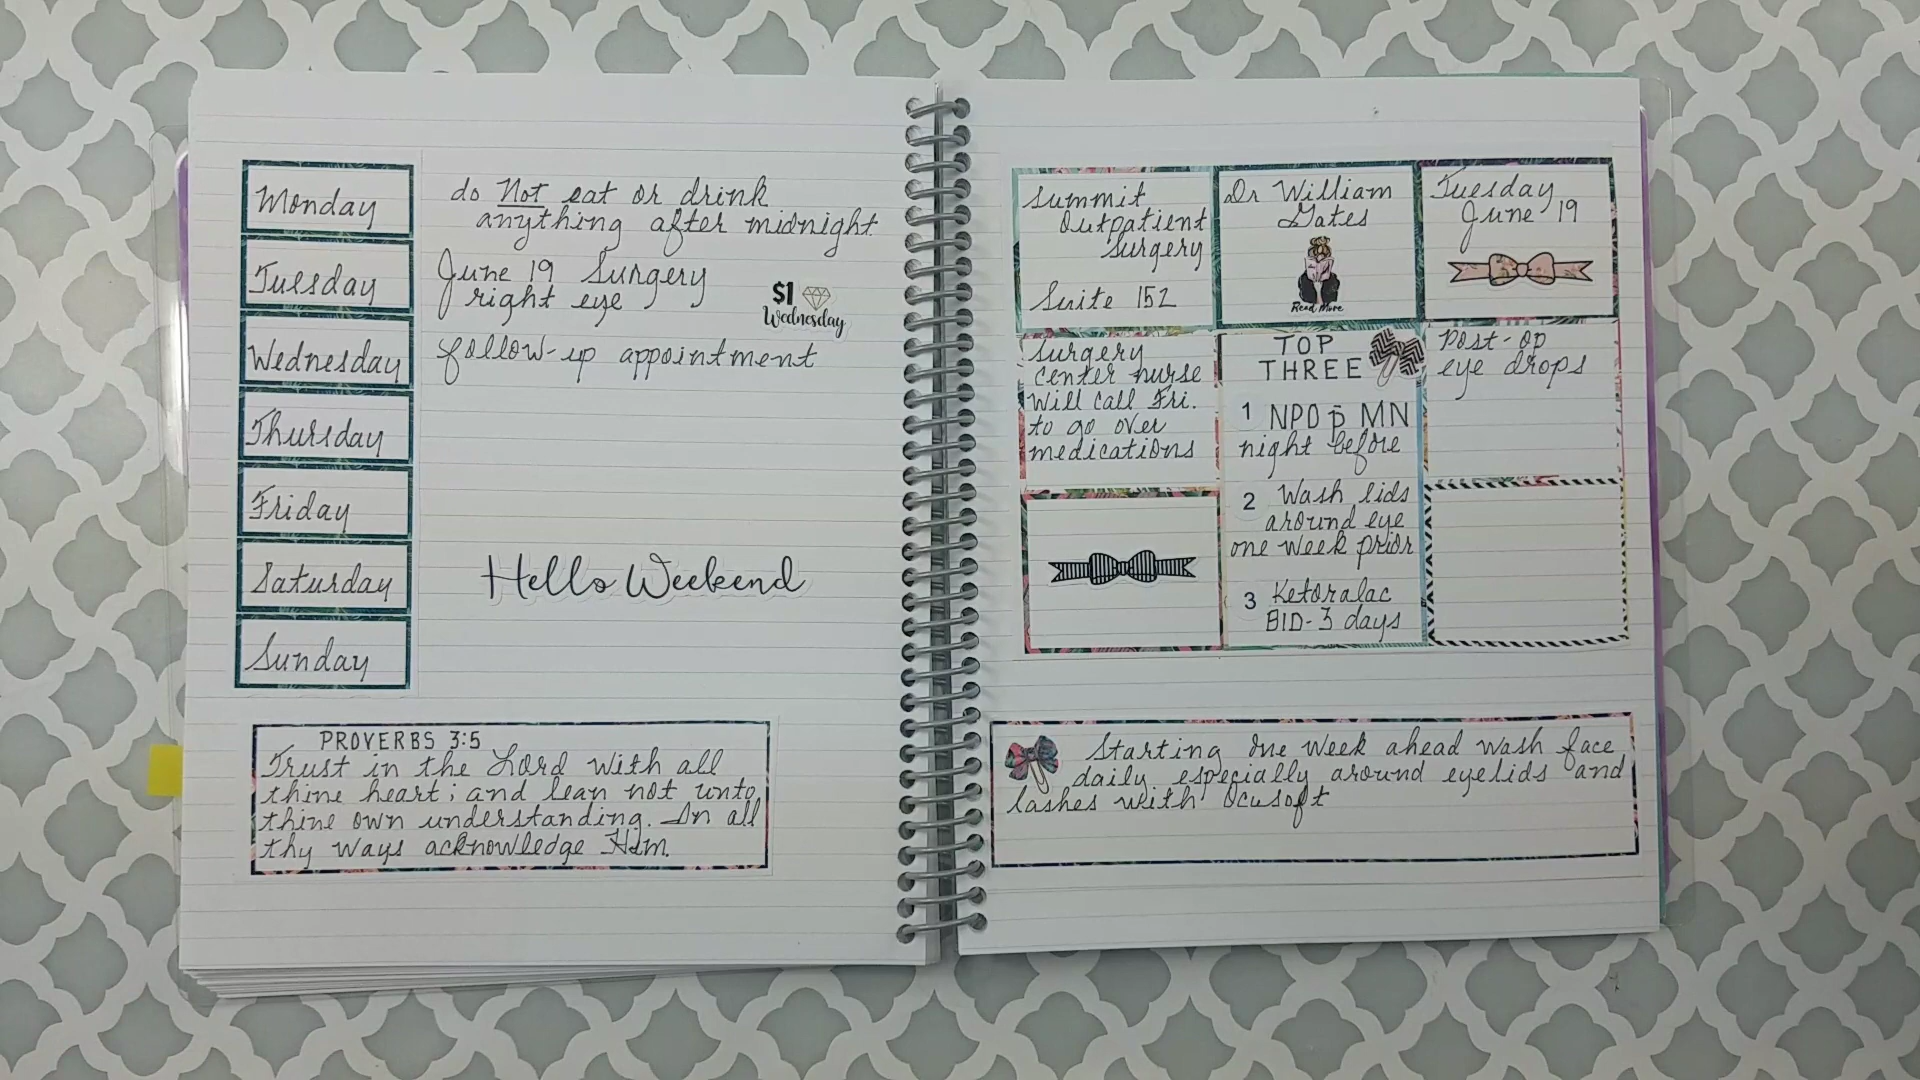 Monday
do Not eat or drink
anything after midnight
Tuesday
June 19 Surgery
right eye
$1
Wednesday
Wednesday
follow-up appointment
Thursday
Friday
Saturday
Hello Weekend
Sunday
PROVERBS 3:5
Trust in the Lord with all
thine heart; and lean not unto
thine own understanding. In all
thy ways acknowledge Him.
Summit
Outpatient
Surgery
Suite 152
Dr William
Gates
Read More
Tuesday
June 19
Surgery
center nurse
will call Fri.
to go over
medications
TOP
THREE
1 NPO p̄ MN
night before
2 Wash lids
around eye
one week prior
3 Ketoralac
BID - 3 days
Post-op
eye drops
Starting one week ahead wash face
daily especially around eyelids and
lashes with Ocusoft